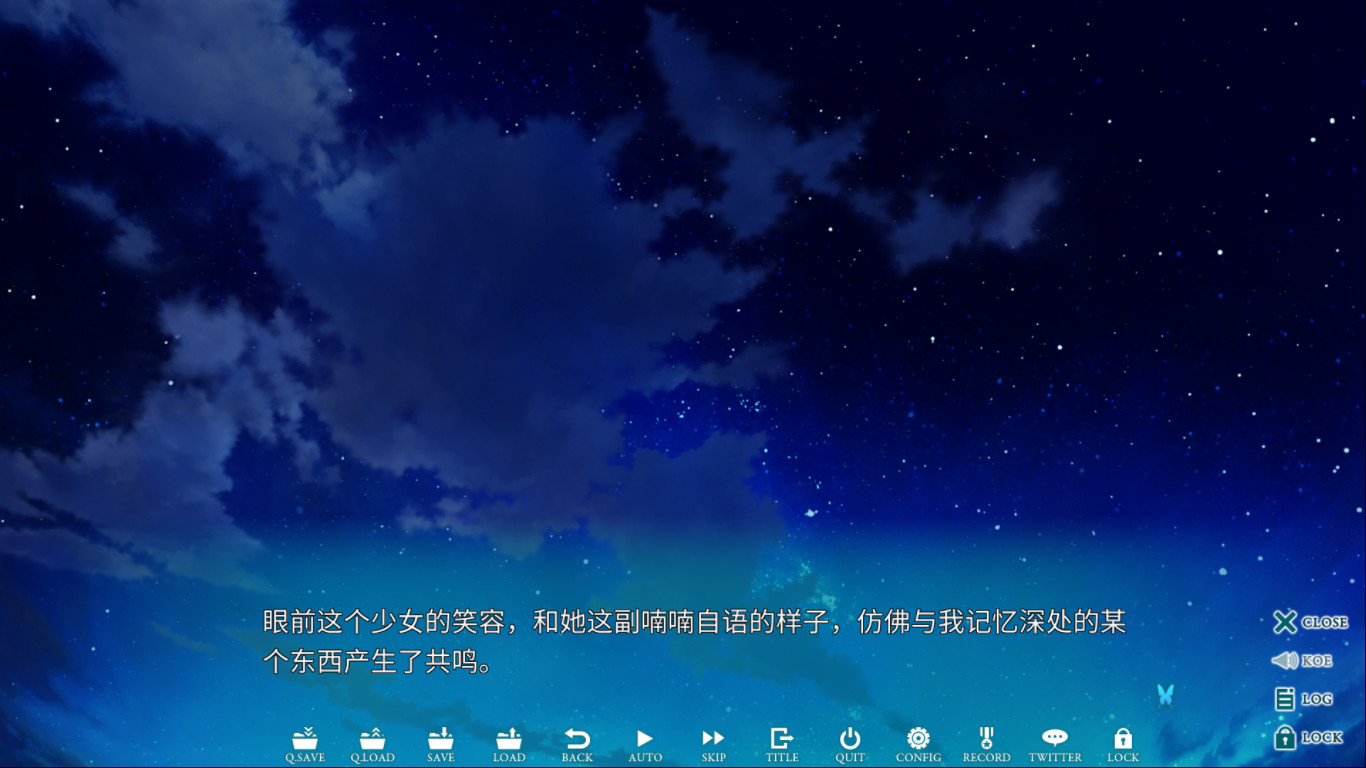 眼前这个少女的笑容，和她这副喃喃自语的样子，仿佛与我记忆深处的某
个东西产生了共鸣。
CLOSE
KOE
LOG
LOCK
Q.SAVE Q.LOAD SAVE LOAD BACK AUTO SKIP TITLE QUIT CONFIG RECORD TWITTER LOCK